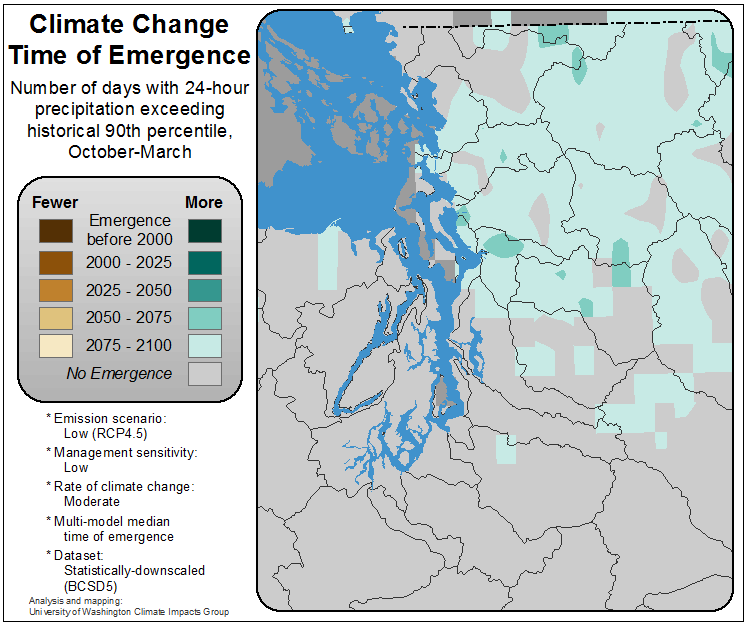 Climate Change
Time of Emergence
Number of days with 24-hour
precipitation exceeding
historical 90th percentile,
October-March
Fewer More
Emergence
before 2000
2000 - 2025
2025 - 2050
2050 - 2075
2075 - 2100
No Emergence
* Emission scenario:
Low (RCP4.5)
* Management sensitivity:
Low
* Rate of climate change:
Moderate
* Multi-model median
time of emergence
* Dataset:
Statistically-downscaled
(BCSD5)
Analysis and mapping:
University of Washington Climate Impacts Group